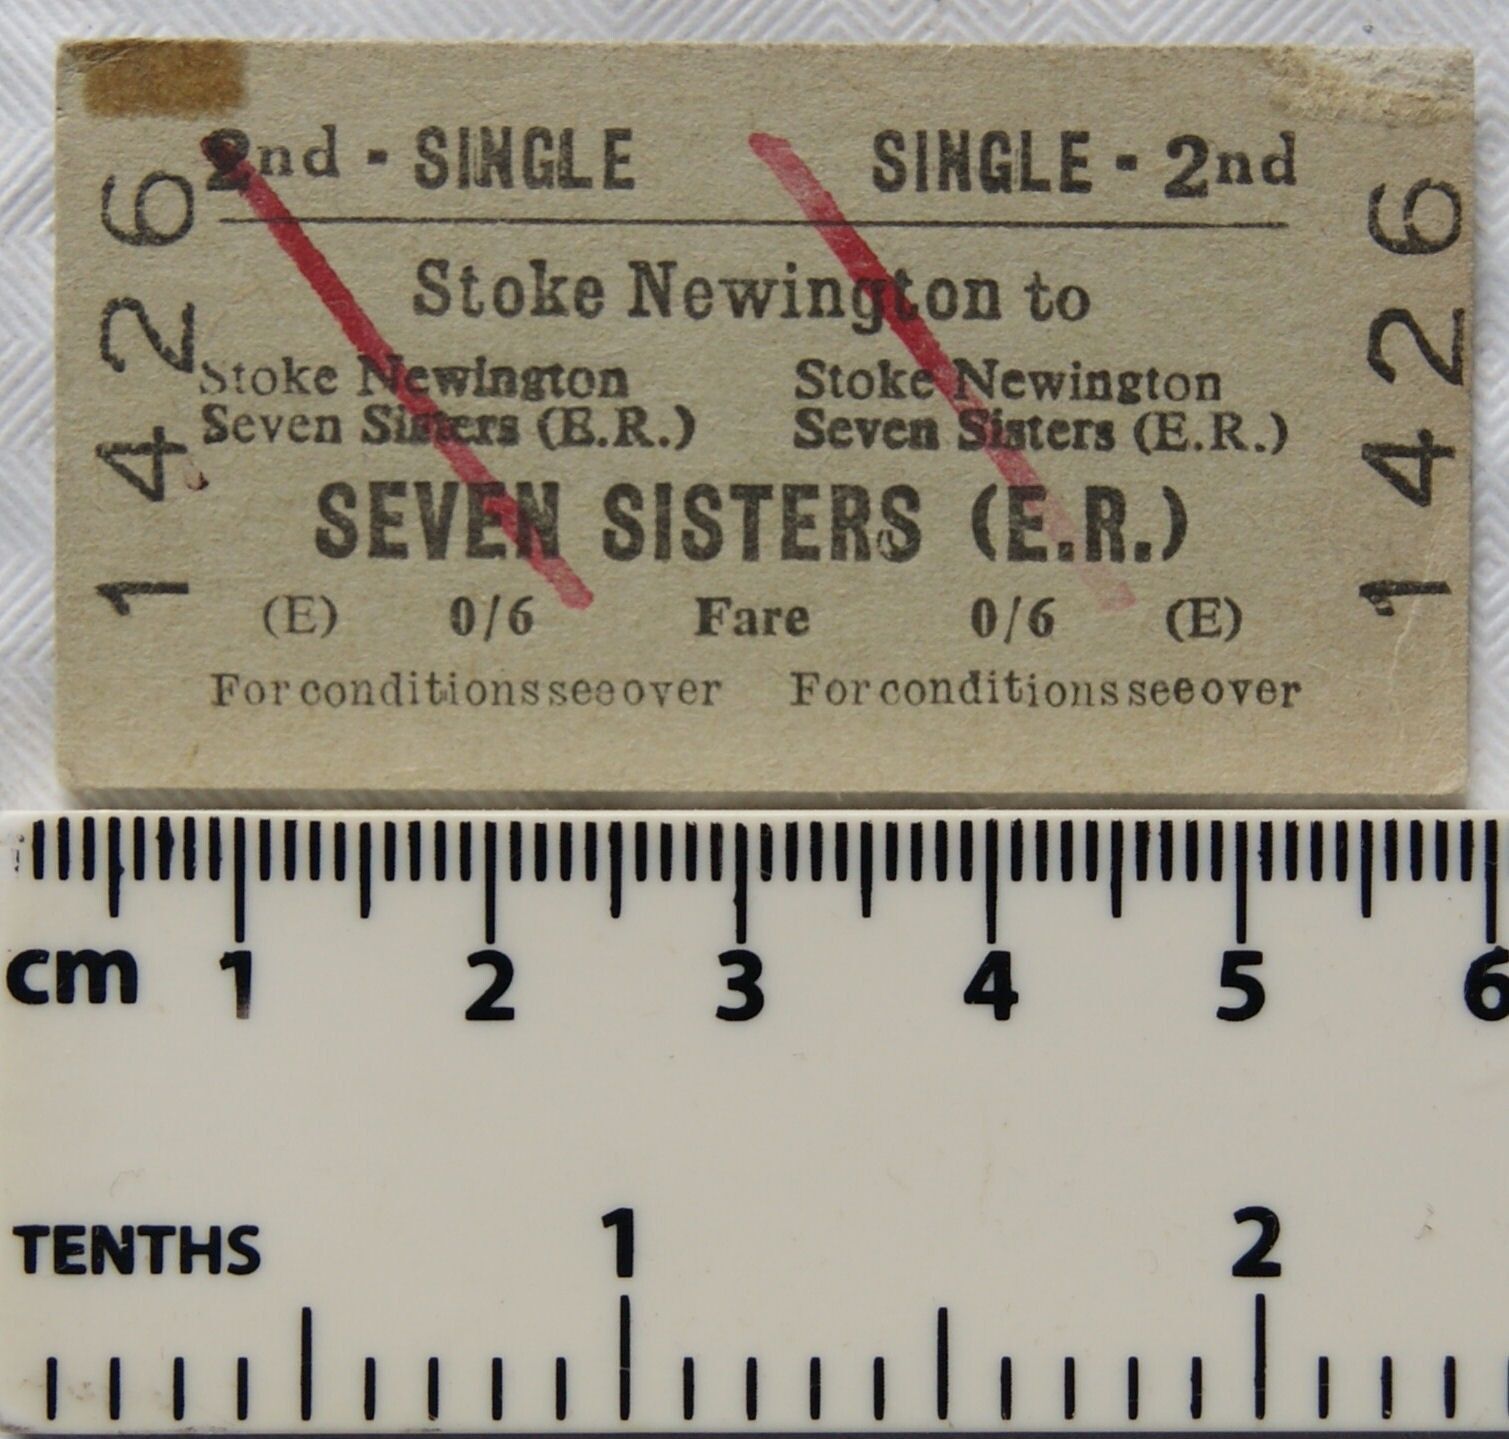 2nd - SINGLE SINGLE - 2nd
Stoke Newington to
Stoke Newington Stoke Newington
Seven Sisters (E.R.) Seven Sisters (E.R.)
SEVEN SISTERS (E.R.)
(E) 0/6 Fare 0/6 (E)
For conditions see over For conditions see over
1426
1426
cm 1 2 3 4 5 6
1 2
TENTHS